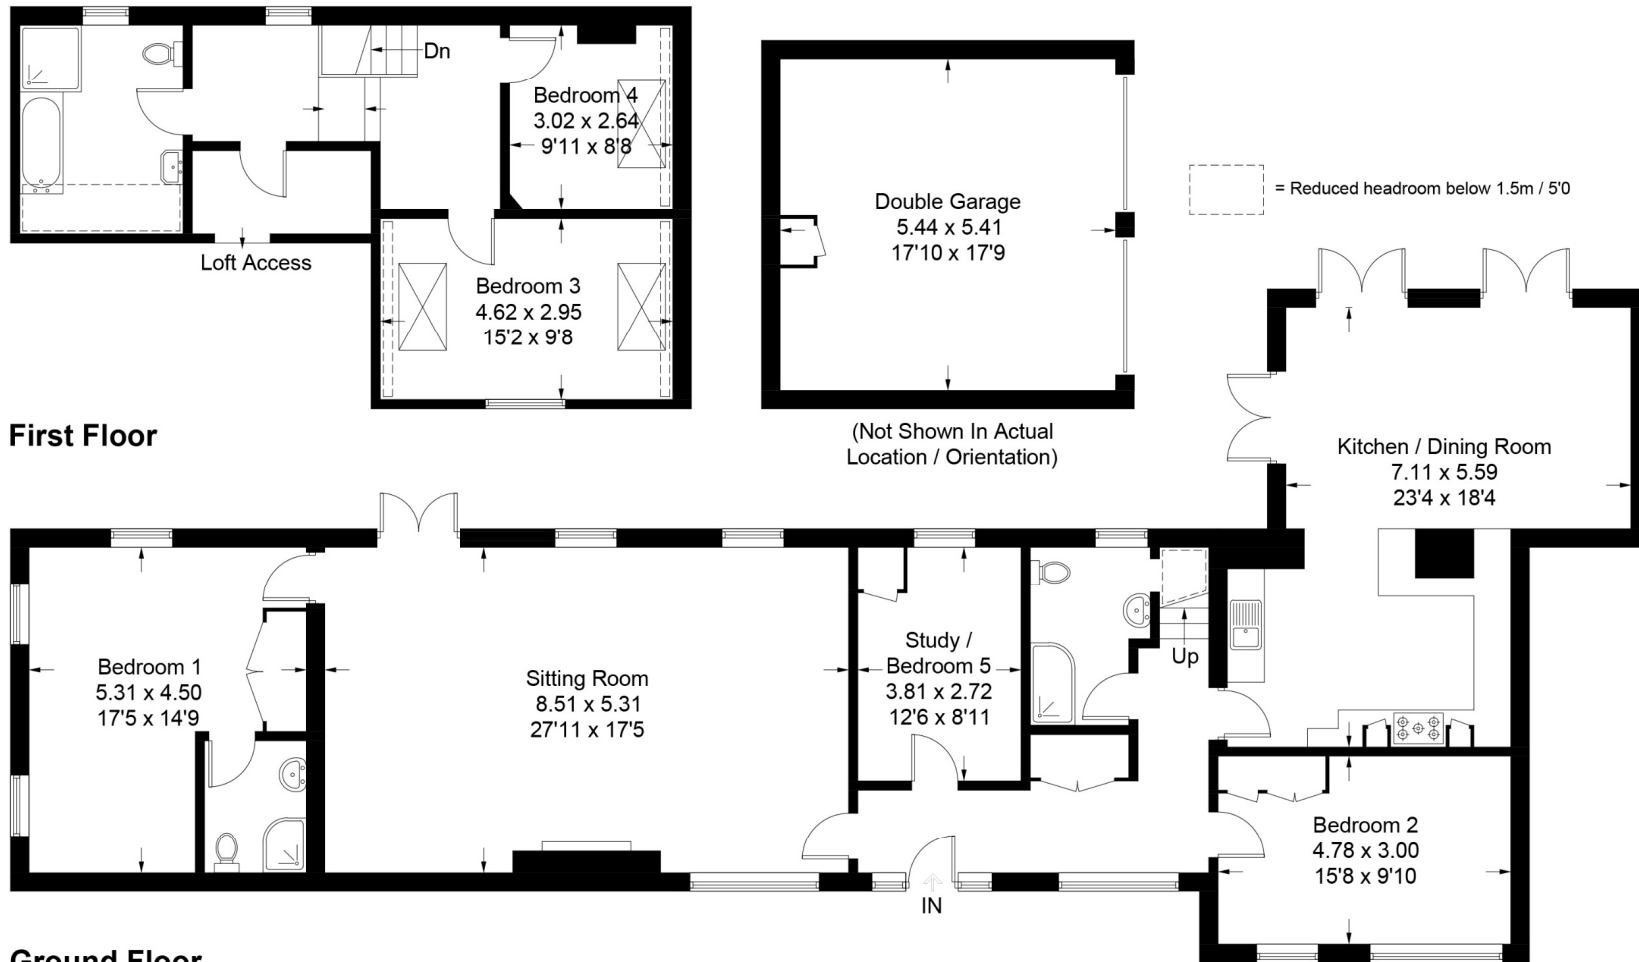 Dn
Bedroom 4
3.02 x 2.64
9'11 x 8'8
Loft Access
Bedroom 3
4.62 x 2.95
15'2 x 9'8
First Floor
Double Garage
5.44 x 5.41
17'10 x 17'9
(Not Shown In Actual
Location / Orientation)
= Reduced headroom below 1.5m / 5'0
Kitchen / Dining Room
7.11 x 5.59
23'4 x 18'4
Bedroom 1
5.31 x 4.50
17'5 x 14'9
Sitting Room
8.51 x 5.31
27'11 x 17'5
Study /
Bedroom 5
3.81 x 2.72
12'6 x 8'11
Up
Bedroom 2
4.78 x 3.00
15'8 x 9'10
IN
Ground Floor